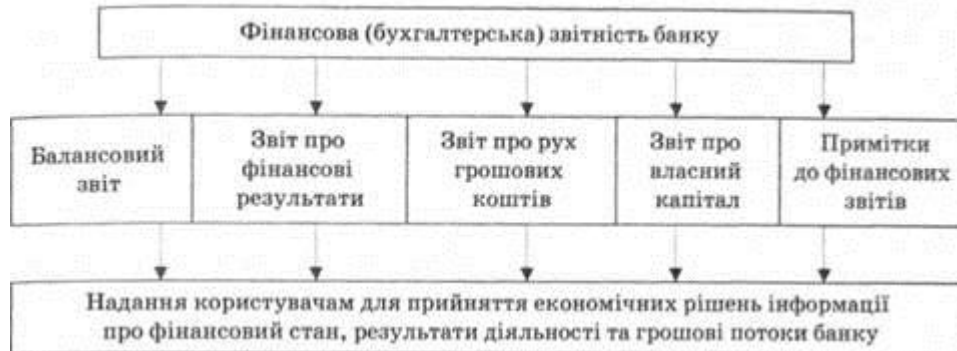 Фінансова (бухгалтерська) звітність банку
Балансовий
звіт
Звіт про
фінансові
результати
Звіт про рух
грошових
коштів
Звіт про
власний
капітал
Примітки
до фінансових
звітів
Надання користувачам для прийняття економічних рішень інформації
про фінансовий стан, результати діяльності та грошові потоки банку